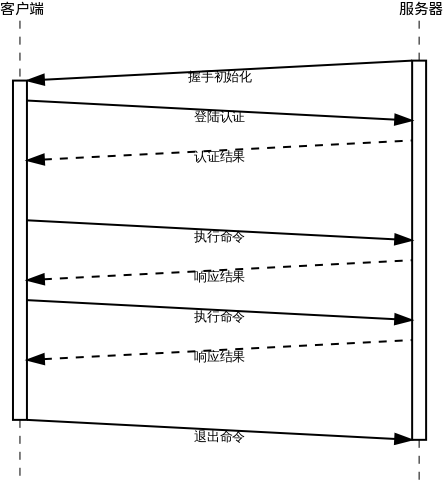 客户端
服务器
握手初始化
登陆认证
认证结果
执行命令
响应结果
执行命令
响应结果
退出命令